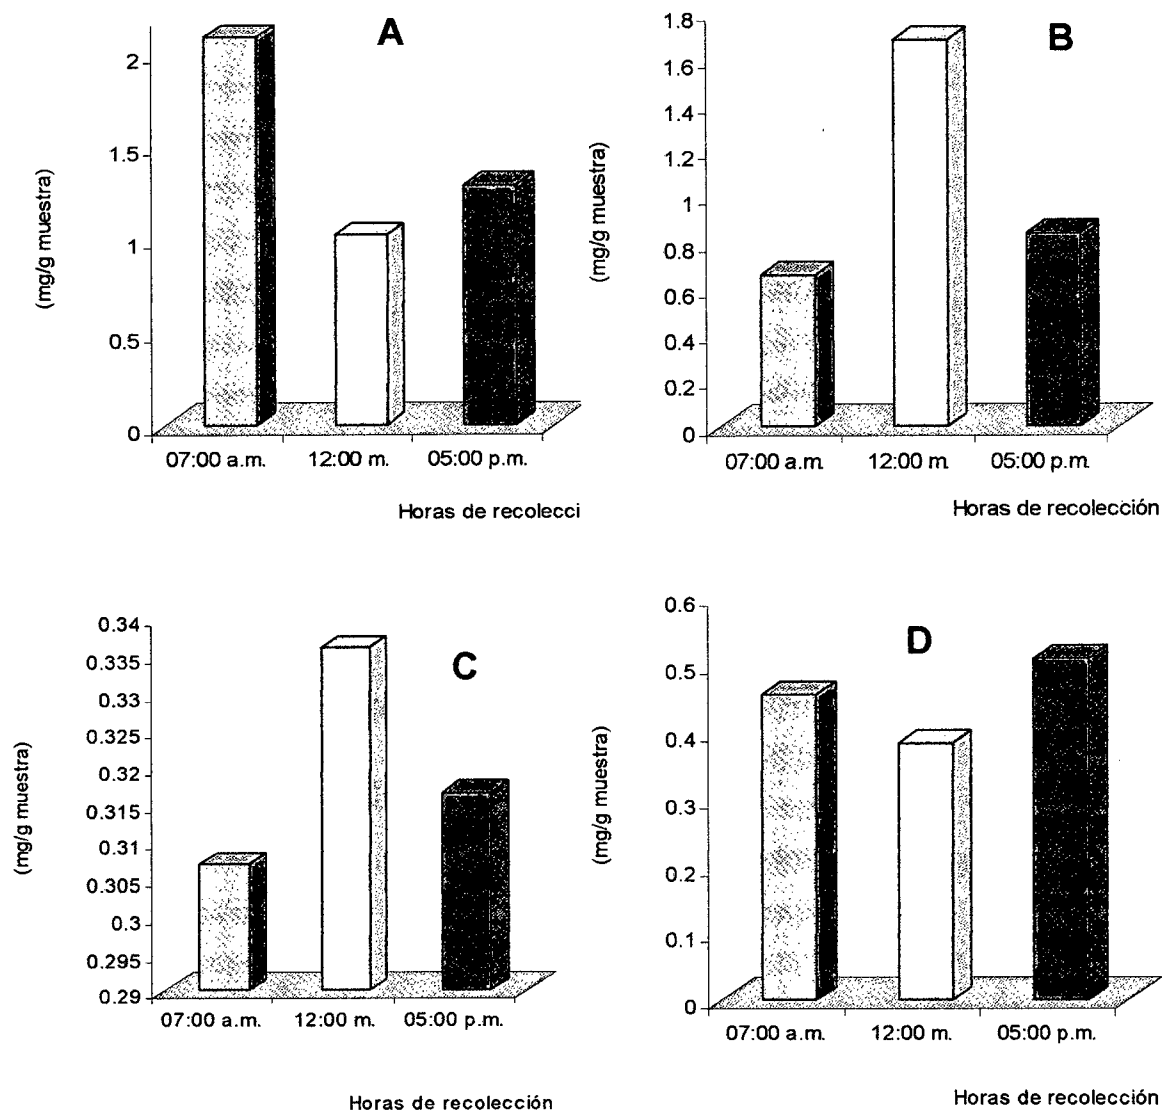 A
(mg/g muestra)
2
1.5
1
0.5
0
07:00 a.m. 12:00 m. 05:00 p.m.
Horas de recolecci
B
(mg/g muestra)
1.8
1.6
1.4
1.2
1
0.8
0.6
0.4
0.2
0
07:00 a.m. 12:00 m. 05:00 p.m.
Horas de recolección
C
(mg/g muestra)
0.34
0.335
0.33
0.325
0.32
0.315
0.31
0.305
0.3
0.295
0.29
07:00 a.m. 12:00 m. 05:00 p.m.
Horas de recolección
D
(mg/g muestra)
0.6
0.5
0.4
0.3
0.2
0.1
0
07:00 a.m. 12:00 m. 05:00 p.m.
Horas de recolección